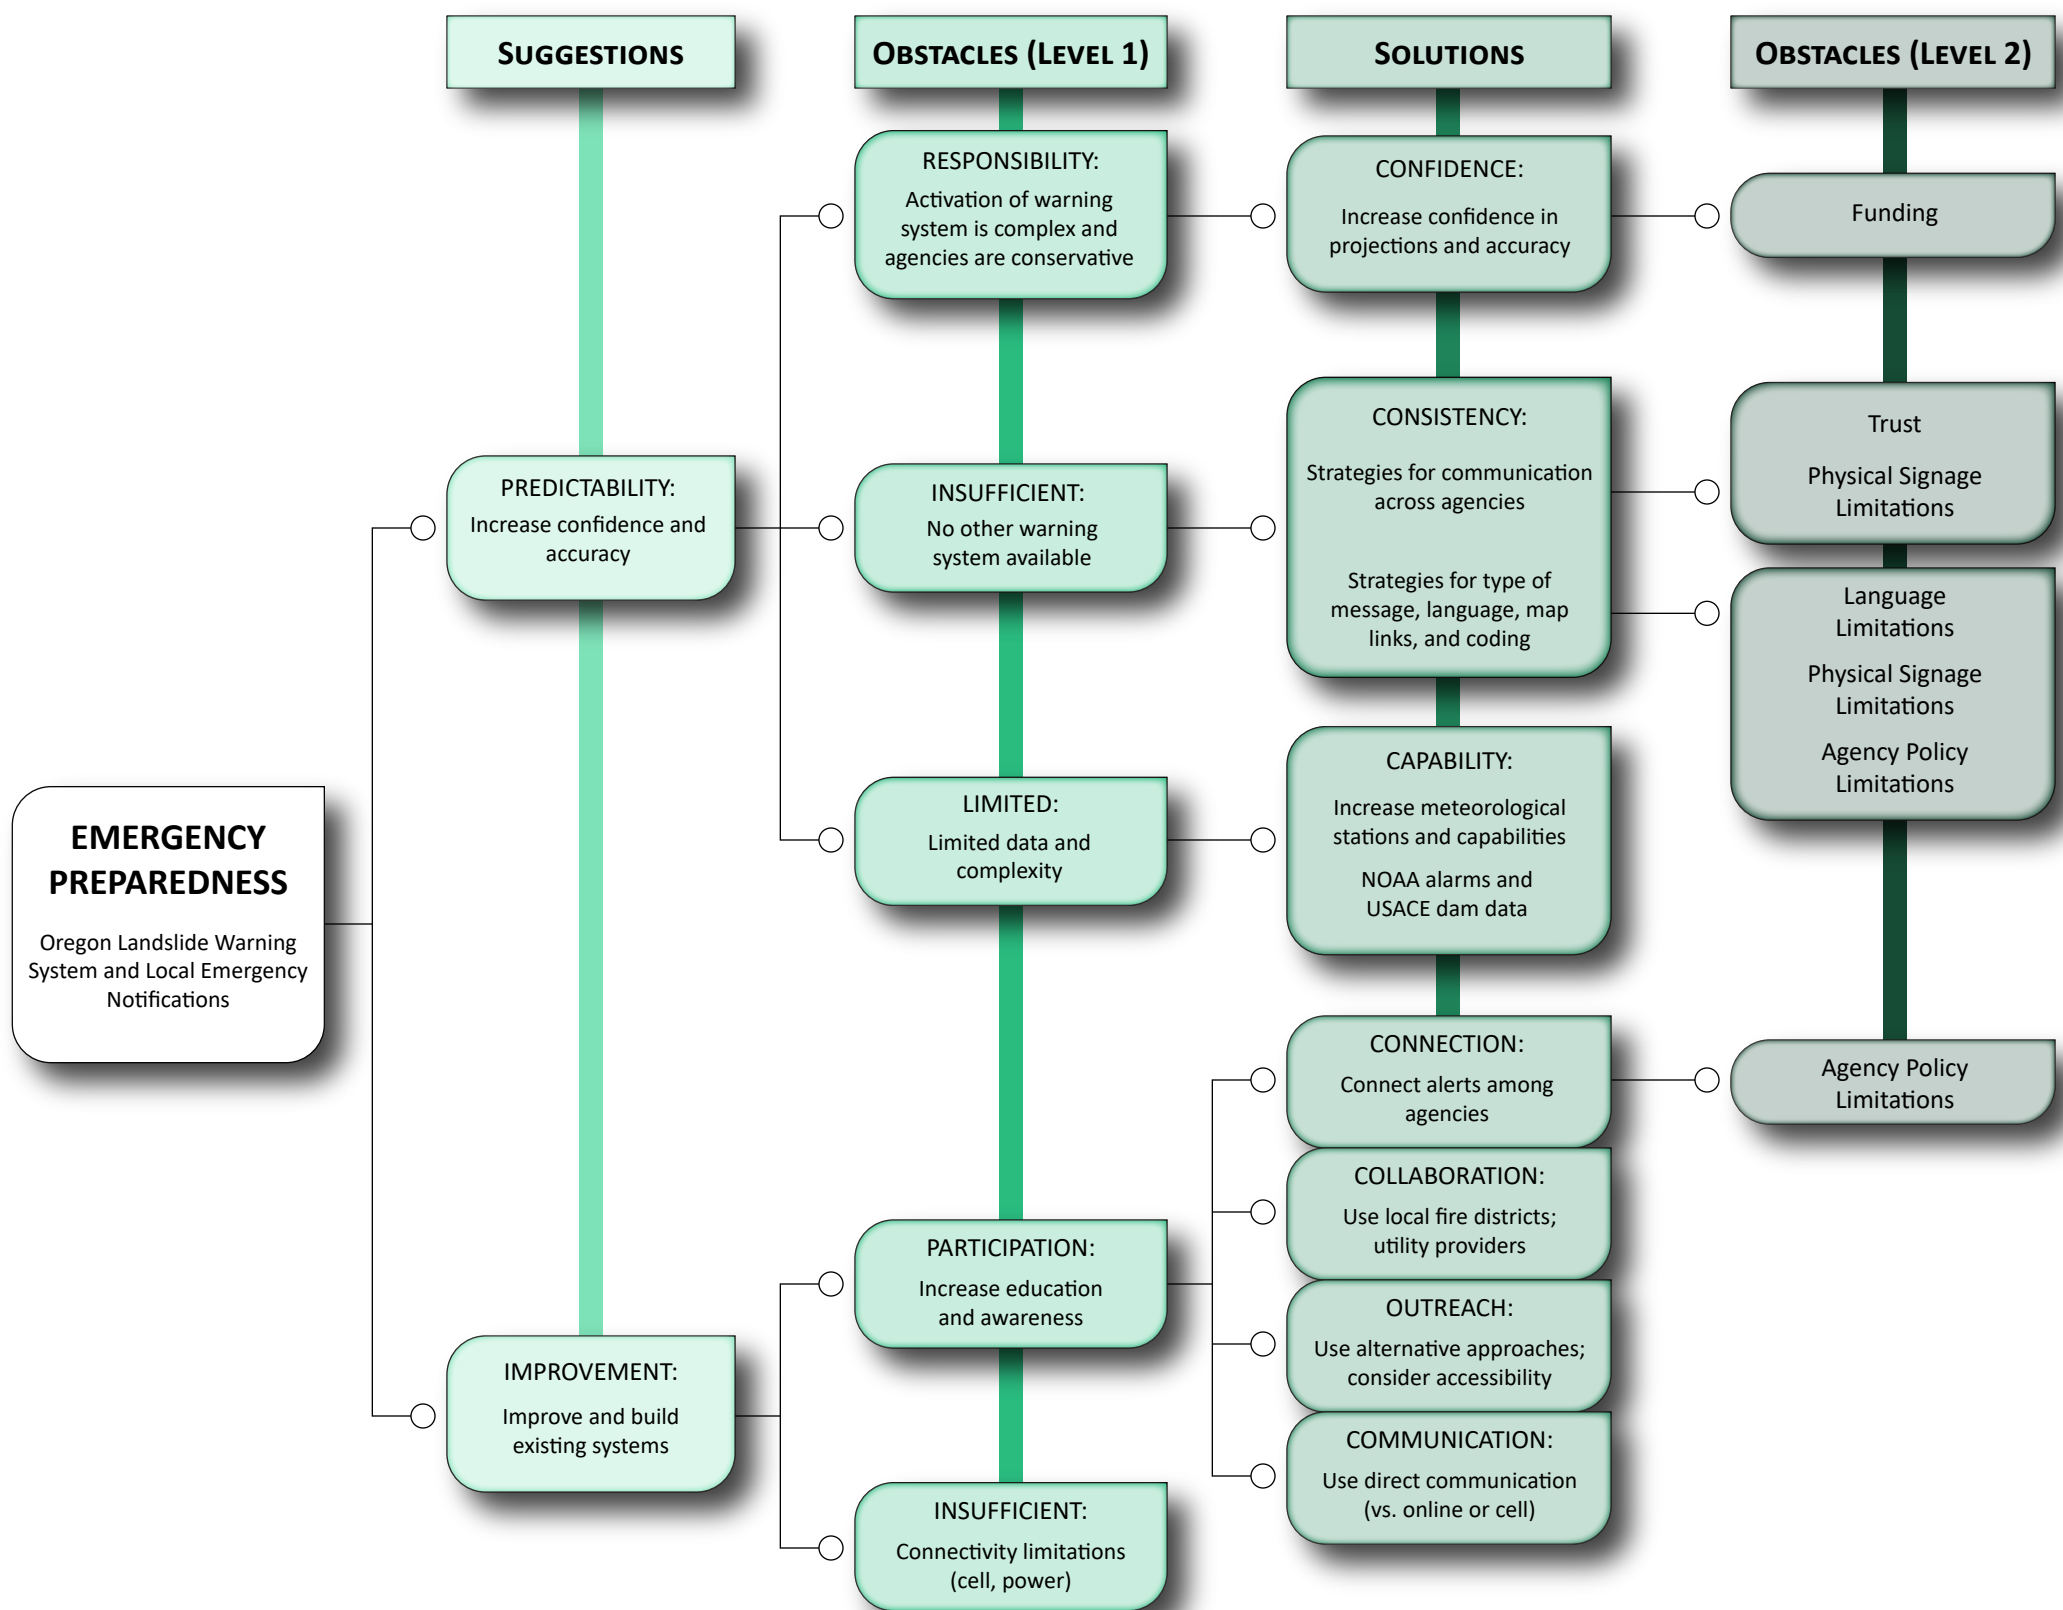 SUGGESTIONS
OBSTACLES (LEVEL 1)
SOLUTIONS
OBSTACLES (LEVEL 2)
EMERGENCY
PREPAREDNESS
Oregon Landslide Warning
System and Local Emergency
Notifications
PREDICTABILITY:
Increase confidence and
accuracy
IMPROVEMENT:
Improve and build
existing systems
RESPONSIBILITY:
Activation of warning
system is complex and
agencies are conservative
INSUFFICIENT:
No other warning
system available
LIMITED:
Limited data and
complexity
PARTICIPATION:
Increase education
and awareness
INSUFFICIENT:
Connectivity limitations
(cell, power)
CONFIDENCE:
Increase confidence in
projections and accuracy
CONSISTENCY:
Strategies for communication
across agencies
Strategies for type of
message, language, map
links, and coding
CAPABILITY:
Increase meteorological
stations and capabilities
NOAA alarms and
USACE dam data
CONNECTION:
Connect alerts among
agencies
COLLABORATION:
Use local fire districts;
utility providers
OUTREACH:
Use alternative approaches;
consider accessibility
COMMUNICATION:
Use direct communication
(vs. online or cell)
Funding
Trust
Physical Signage
Limitations
Language
Limitations
Physical Signage
Limitations
Agency Policy
Limitations
Agency Policy
Limitations